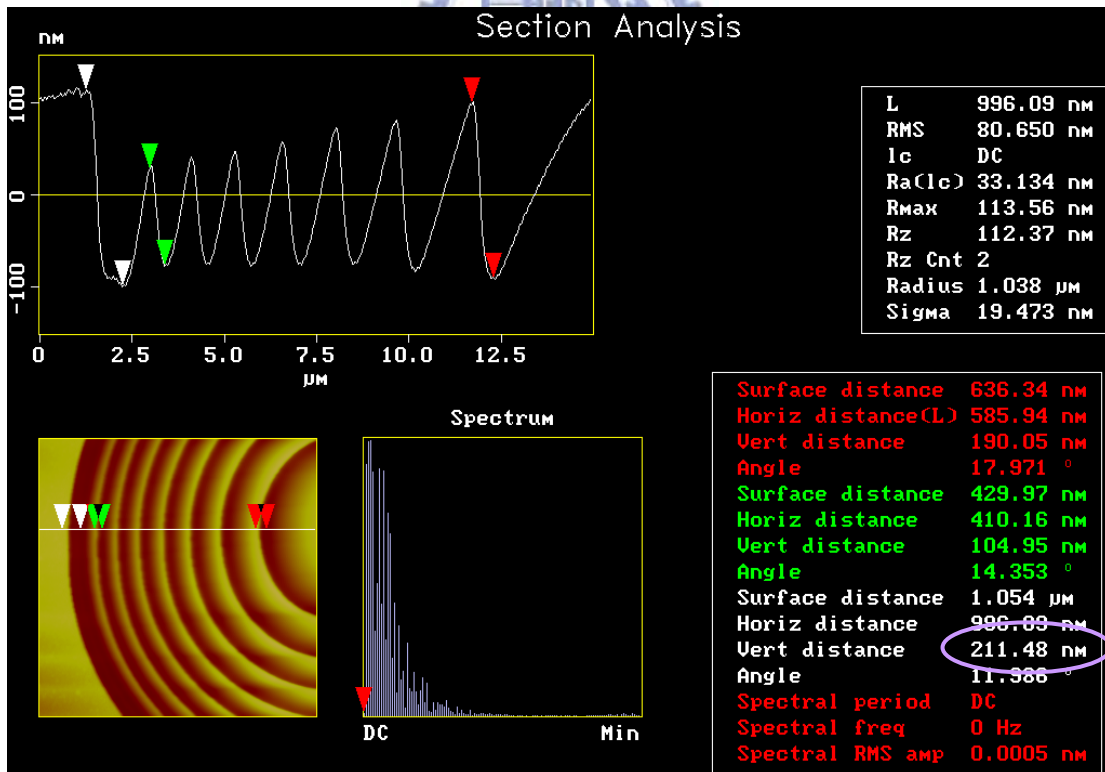 Section Analysis
nM
100
0
-100
0 2.5 5.0 7.5 10.0 12.5
µM
L 996.09 nM
RMS 80.650 nM
lc DC
Ra(lc) 33.134 nM
Rmax 113.56 nM
Rz 112.37 nM
Rz Cnt 2
Radius 1.038 µM
Sigma 19.473 nM
Spectrum
DC Min
Surface distance 636.34 nM
Horiz distance(L) 585.94 nM
Vert distance 190.05 nM
Angle 17.971 °
Surface distance 429.97 nM
Horiz distance 410.16 nM
Vert distance 104.95 nM
Angle 14.353 °
Surface distance 1.054 µM
Horiz distance 996.09 nM
Vert distance 211.48 nM
Angle 11.986 °
Spectral period DC
Spectral freq 0 Hz
Spectral RMS amp 0.0005 nM